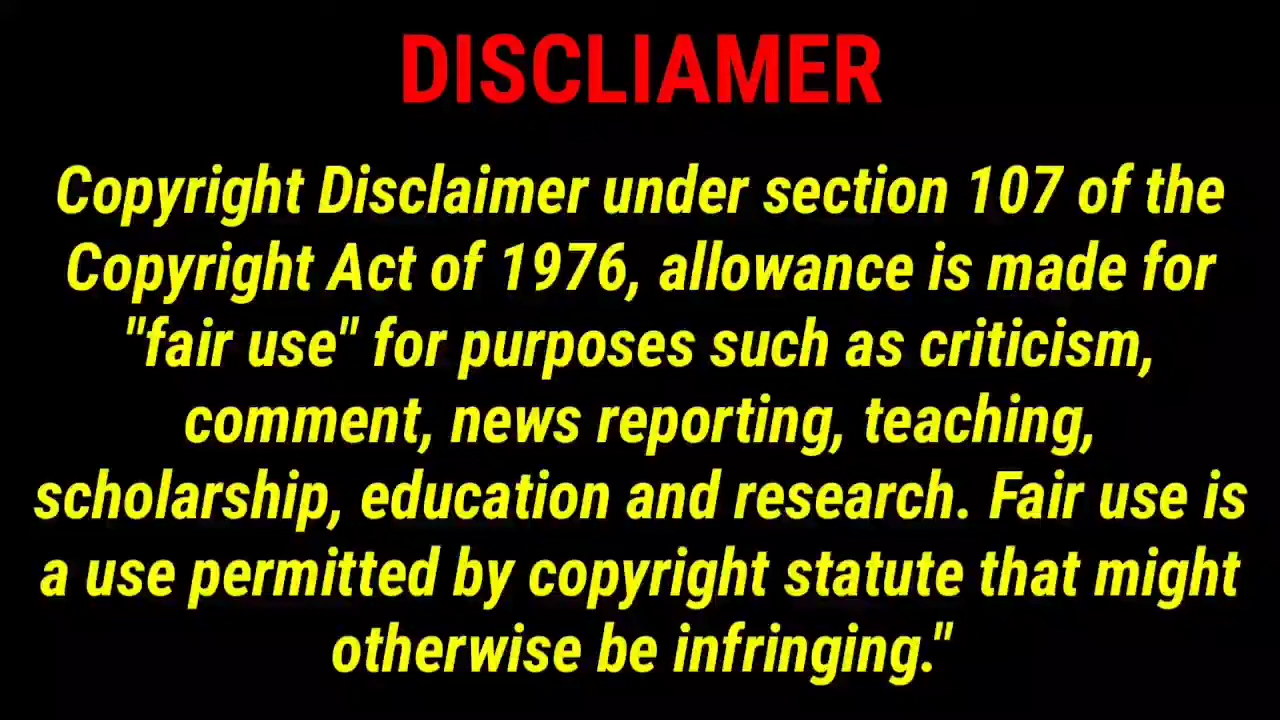 DISCLIAMER
Copyright Disclaimer under section 107 of the
Copyright Act of 1976, allowance is made for
"fair use" for purposes such as criticism,
comment, news reporting, teaching,
scholarship, education and research. Fair use is
a use permitted by copyright statute that might
otherwise be infringing."